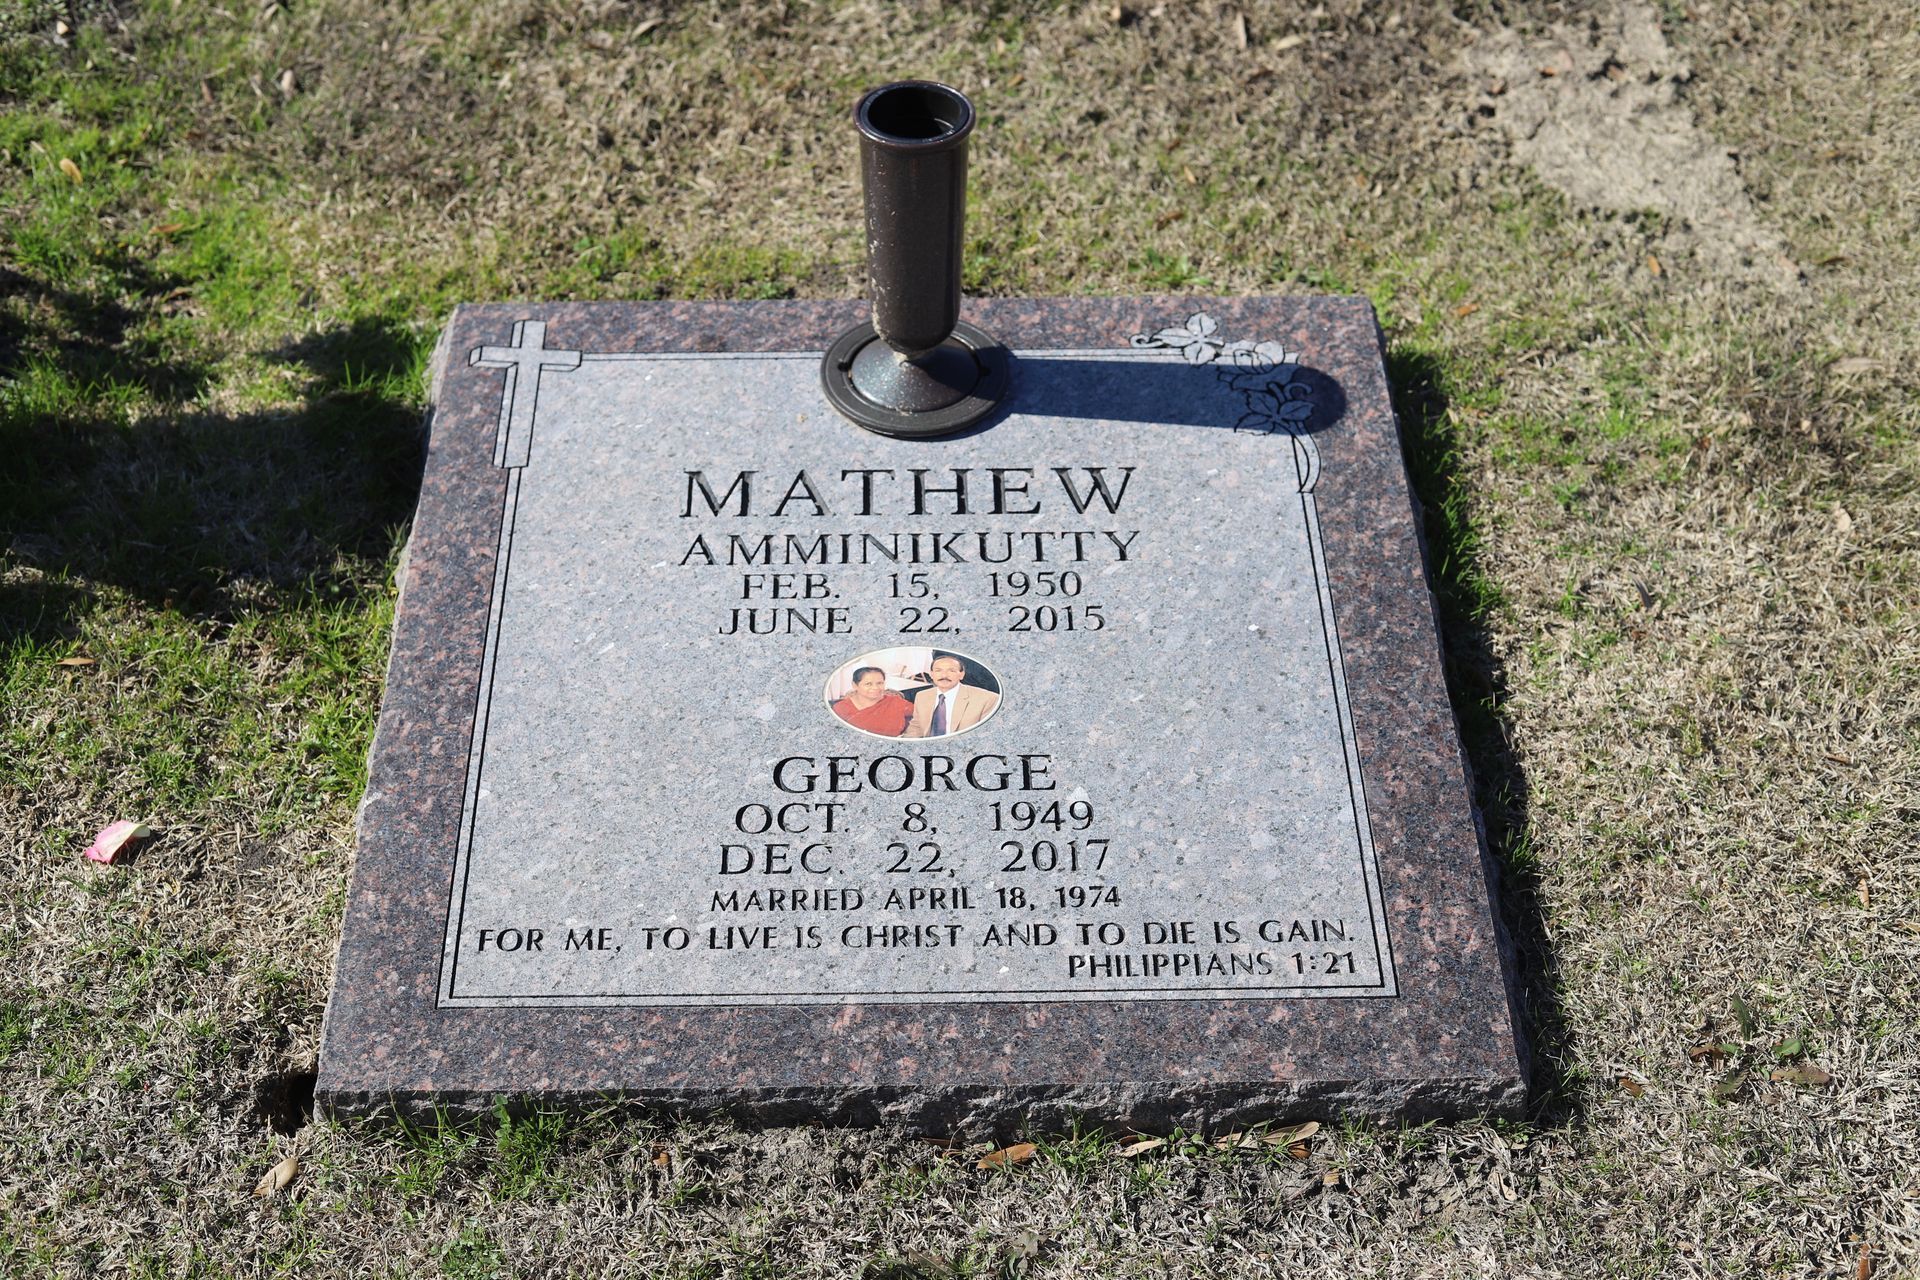 MATHEW
AMMINIKUTTY
FEB. 15, 1950
JUNE 22, 2015
GEORGE
OCT. 8, 1949
DEC. 22, 2017
MARRIED APRIL 18, 1974
FOR ME, TO LIVE IS CHRIST AND TO DIE IS GAIN.
PHILIPPIANS 1:21